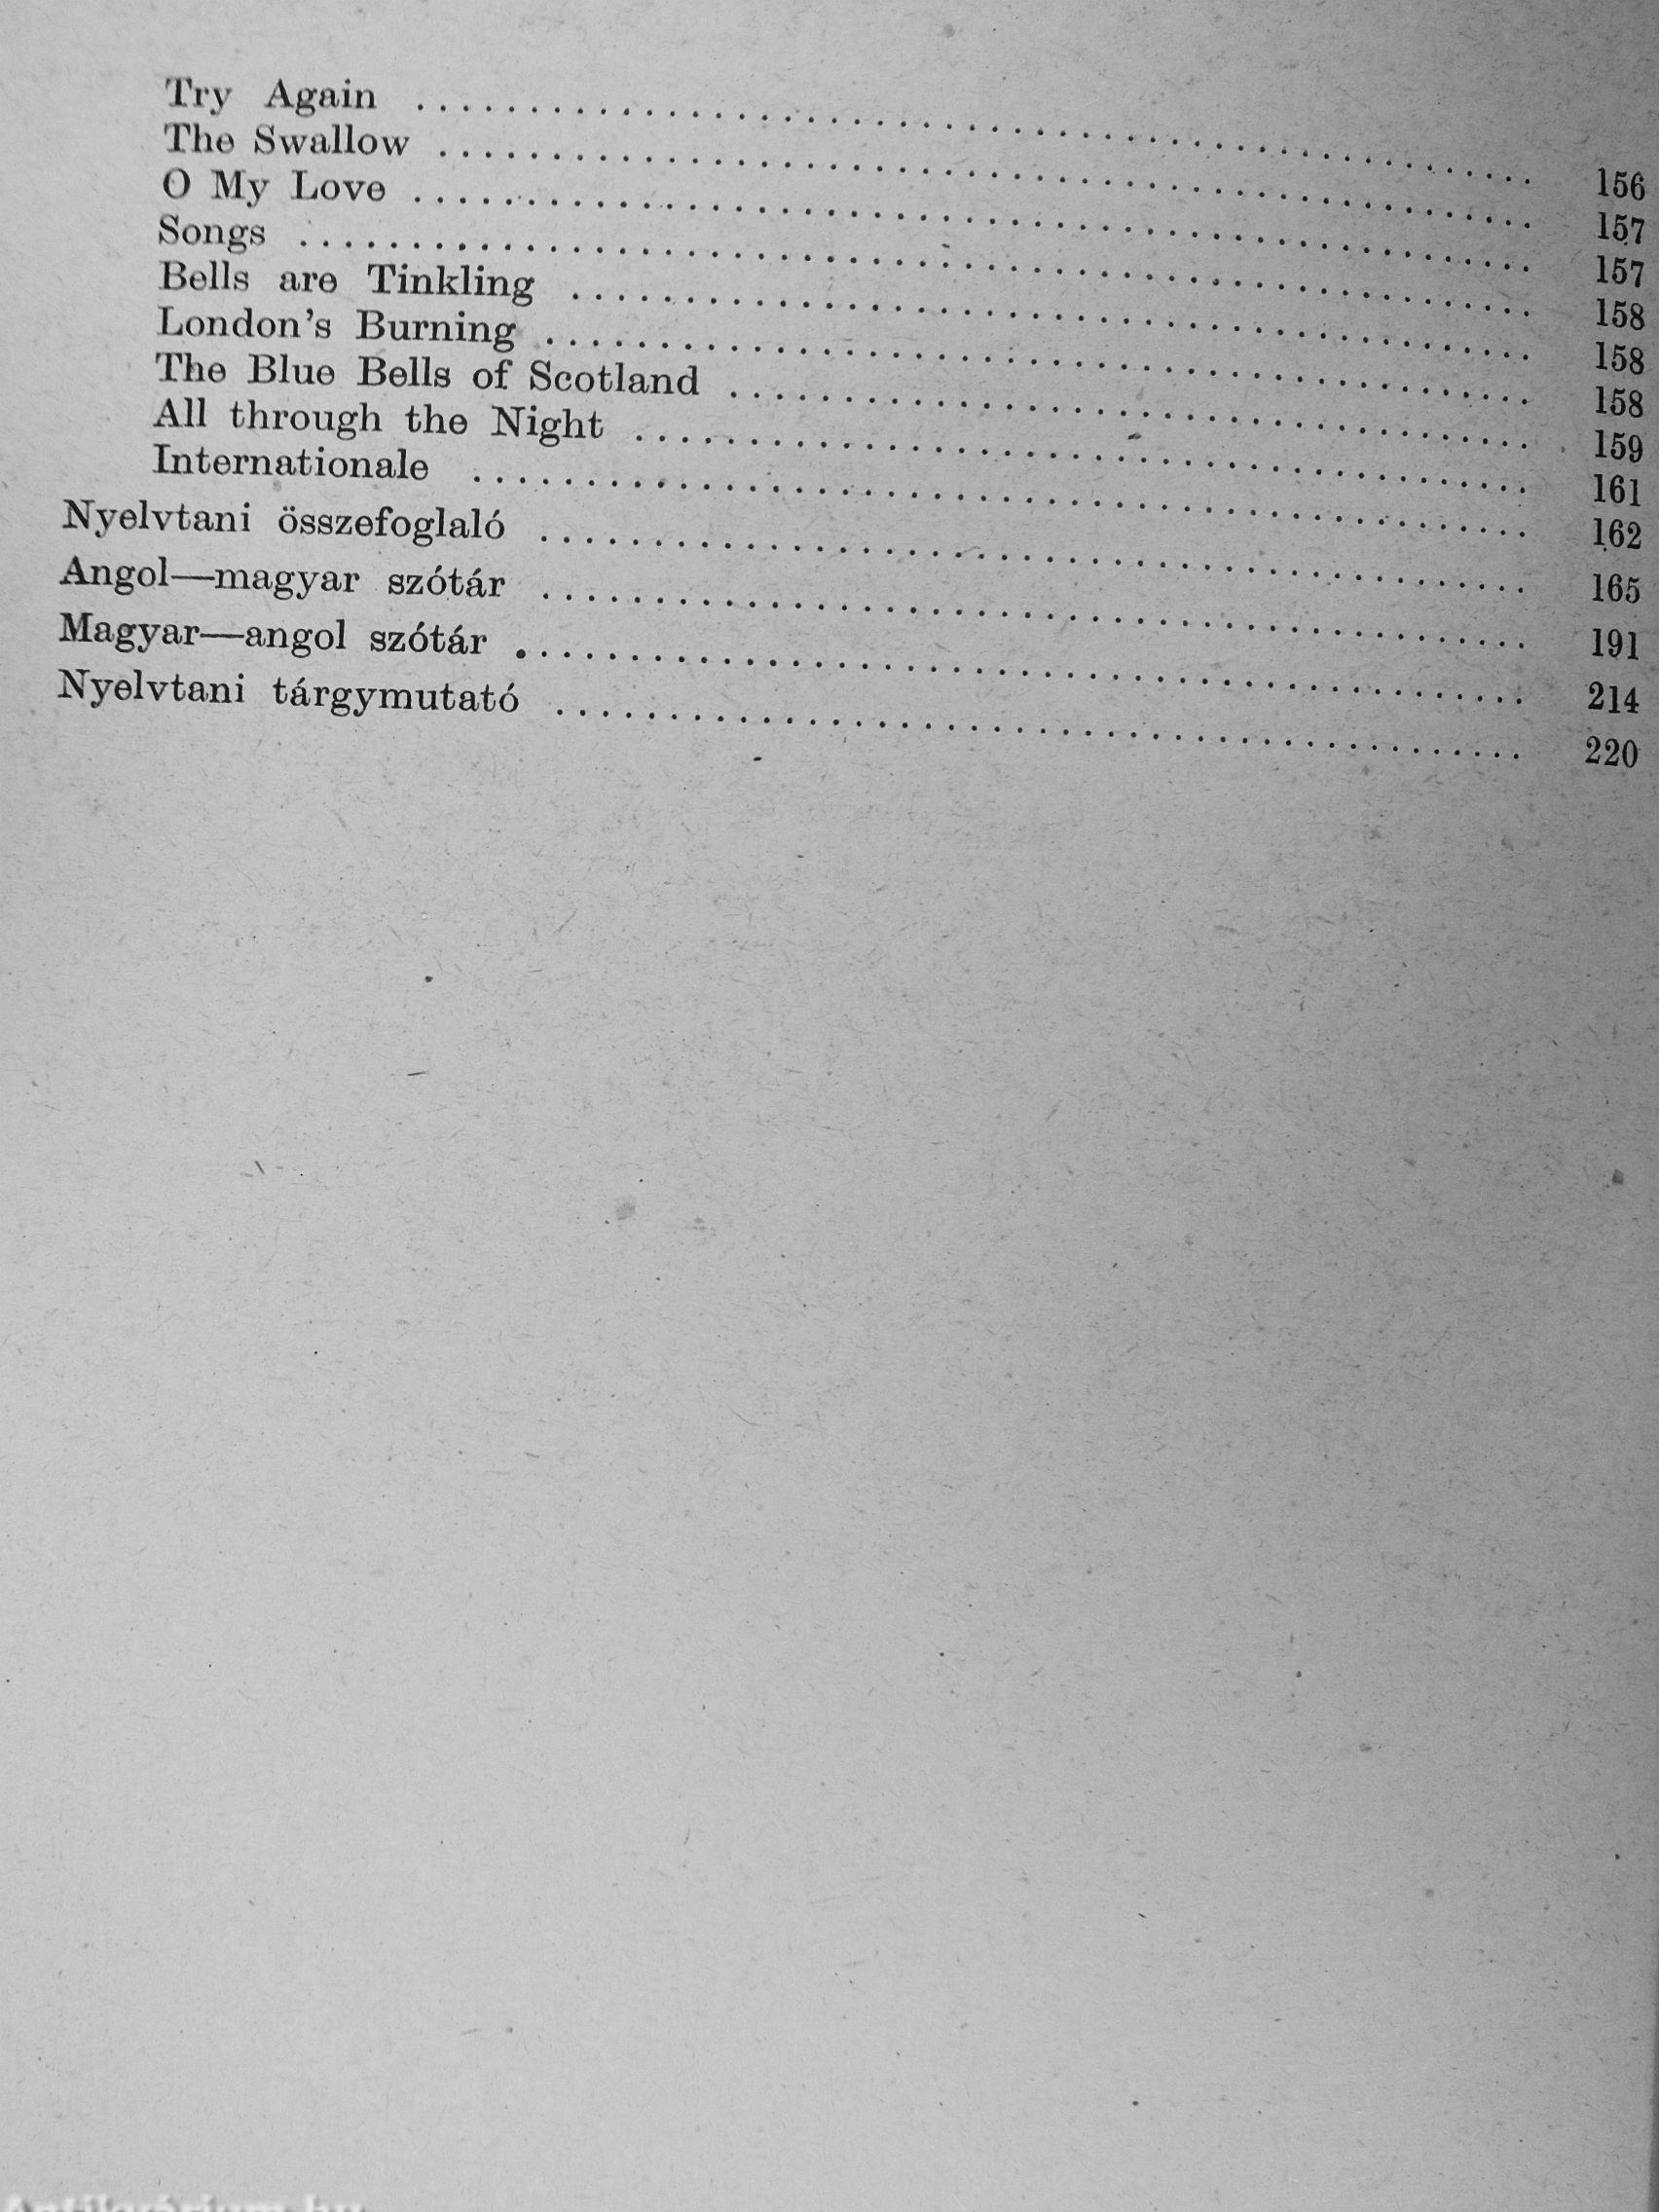 Try Again ........ 156
The Swallow ........ 157
O My Love ........ 157
Songs ........ 158
Bells are Tinkling ........ 158
London's Burning ........ 158
The Blue Bells of Scotland ........ 159
All through the Night ........ 161
Internationale ........ 162
Nyelvtani összefoglaló ........ 165
Angol—magyar szótár ........ 191
Magyar—angol szótár ........ 214
Nyelvtani tárgymutató ........ 220